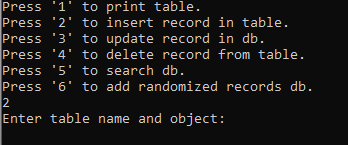 Press '1' to print table.
Press '2' to insert record in table.
Press '3' to update record in db.
Press '4' to delete record from table.
Press '5' to search db.
Press '6' to add randomized records db.
2
Enter table name and object: